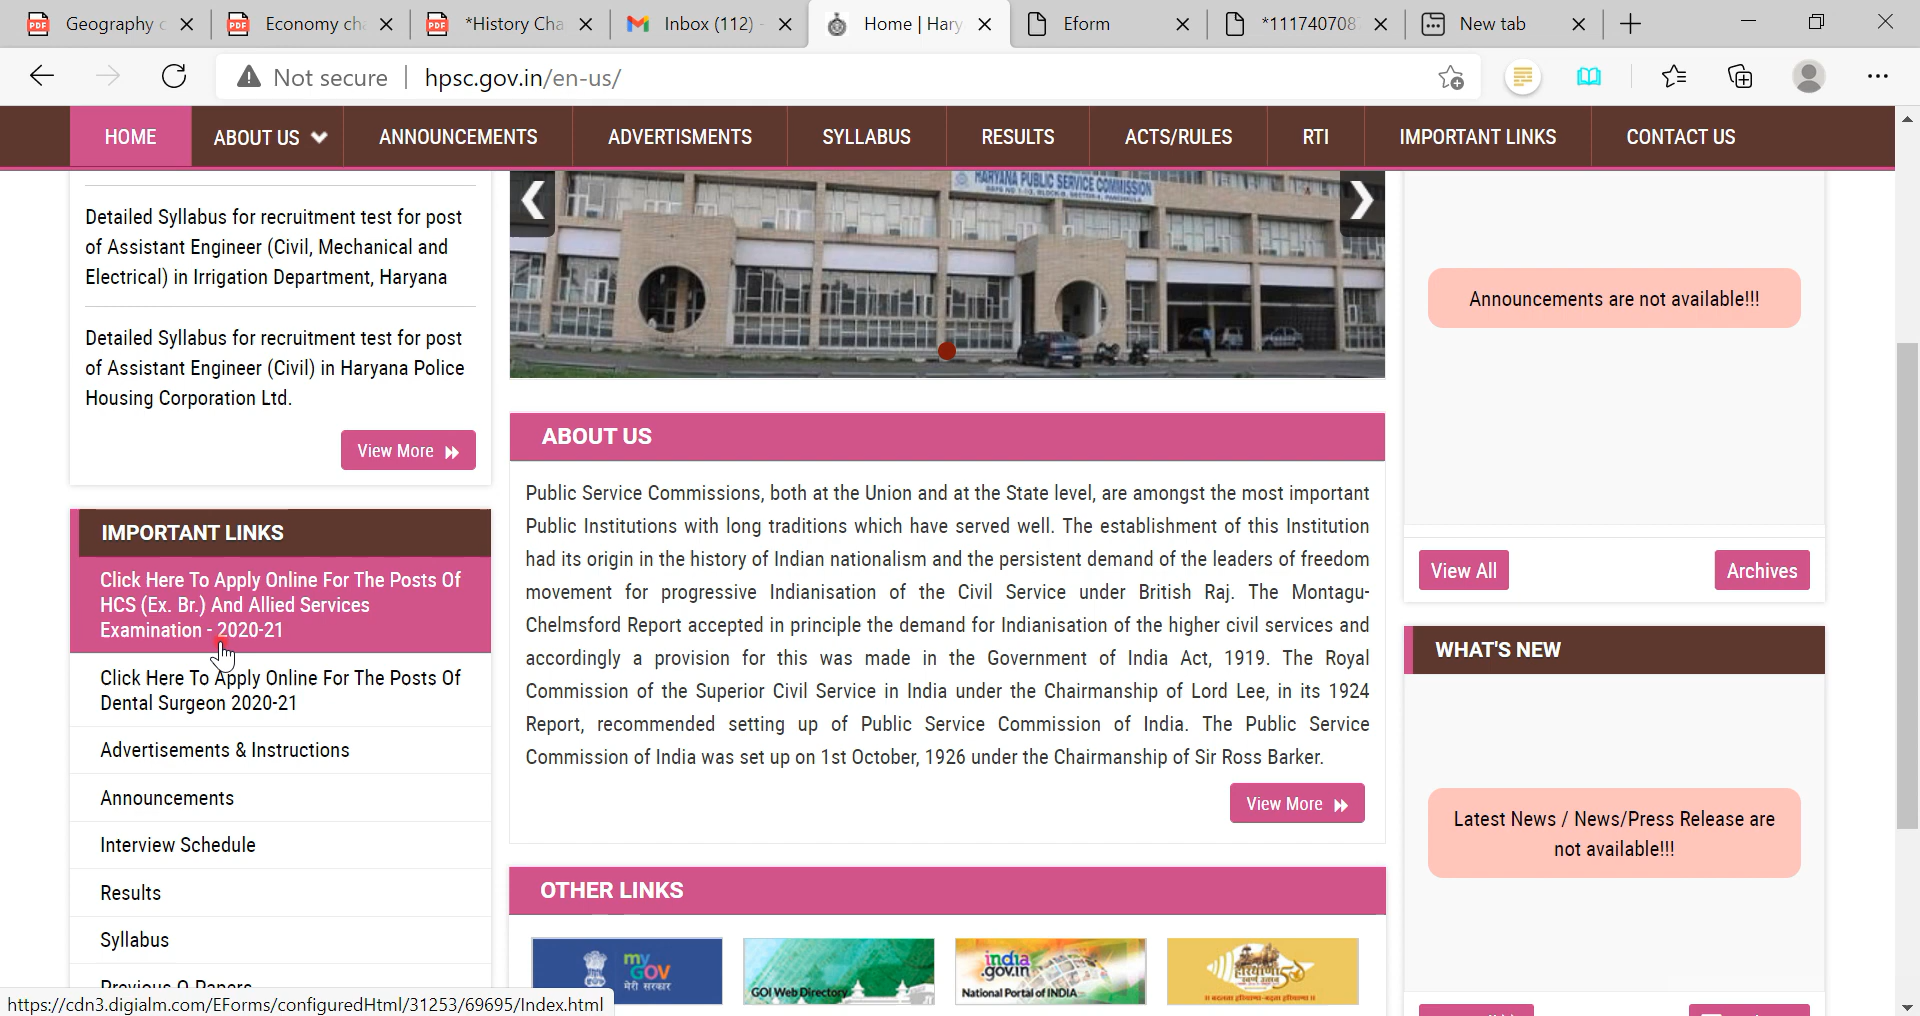 Geography c
Economy cha
*History Cha
Inbox (112) -
Home | Hary
Eform
*1117407087
New tab
Not secure
hpsc.gov.in/en-us/
HOME
ABOUT US
ANNOUNCEMENTS
ADVERTISMENTS
SYLLABUS
RESULTS
ACTS/RULES
RTI
IMPORTANT LINKS
CONTACT US
Detailed Syllabus for recruitment test for post
of Assistant Engineer (Civil, Mechanical and
Electrical) in Irrigation Department, Haryana
Detailed Syllabus for recruitment test for post
of Assistant Engineer (Civil) in Haryana Police
Housing Corporation Ltd.
View More
IMPORTANT LINKS
Click Here To Apply Online For The Posts Of
HCS (Ex. Br.) And Allied Services
Examination - 2020-21
Click Here To Apply Online For The Posts Of
Dental Surgeon 2020-21
Advertisements & Instructions
Announcements
Interview Schedule
Results
Syllabus
Previous Q Papers
https://cdn3.digialm.com/EForms/configuredHtml/31253/69695/Index.html
HARYANA PUBLIC SERVICE COMMISSION
ABOUT US
Public Service Commissions, both at the Union and at the State level, are amongst the most important
Public Institutions with long traditions which have served well. The establishment of this Institution
had its origin in the history of Indian nationalism and the persistent demand of the leaders of freedom
movement for progressive Indianisation of the Civil Service under British Raj. The Montagu-
Chelmsford Report accepted in principle the demand for Indianisation of the higher civil services and
accordingly a provision for this was made in the Government of India Act, 1919. The Royal
Commission of the Superior Civil Service in India under the Chairmanship of Lord Lee, in its 1924
Report, recommended setting up of Public Service Commission of India. The Public Service
Commission of India was set up on 1st October, 1926 under the Chairmanship of Sir Ross Barker.
View More
OTHER LINKS
my
GOV
मेरी सरकार
GOI Web Directory
india
.gov.in
National Portal of INDIA
Announcements are not available!!!
View All
Archives
WHAT'S NEW
Latest News / News/Press Release are
not available!!!